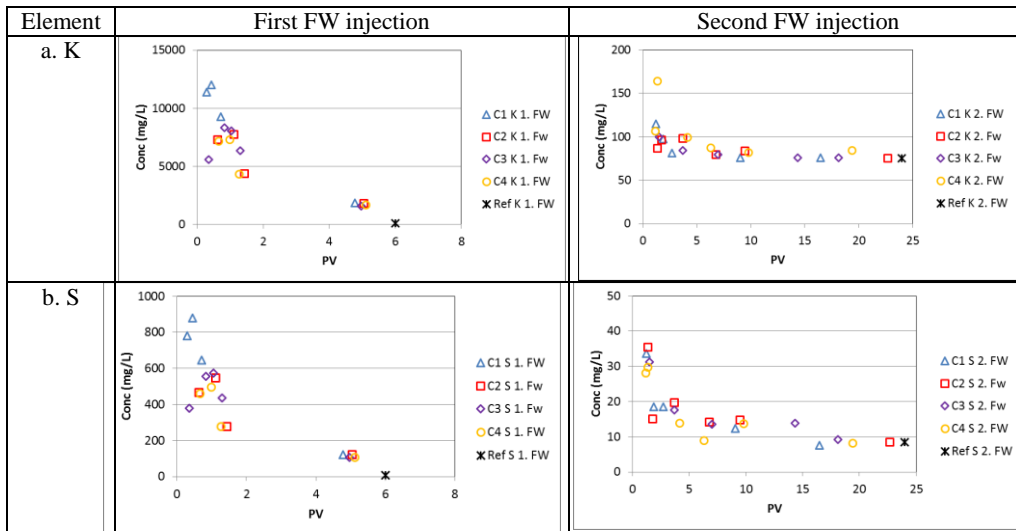 Element First FW injection Second FW injection
a. K
15000
10000
5000
0
0 2 4 6 8
Conc (mg/L)
PV
C1 K 1. FW
C2 K 1. Fw
C3 K 1. Fw
C4 K 1. FW
Ref K 1. FW
200
150
100
50
0
0 5 10 15 20 25
Conc (mg/L)
PV
C1 K 2. FW
C2 K 2. Fw
C3 K 2. Fw
C4 K 2. FW
Ref K 2. FW
b. S
1000
800
600
400
200
0
0 2 4 6 8
Conc (mg/L)
PV
C1 S 1. FW
C2 S 1. Fw
C3 S 1. Fw
C4 S 1. FW
Ref S 1. FW
50
40
30
20
10
0
0 5 10 15 20 25
Conc (mg/L)
PV
C1 S 2. FW
C2 S 2. Fw
C3 S 2. Fw
C4 S 2. FW
Ref S 2. FW